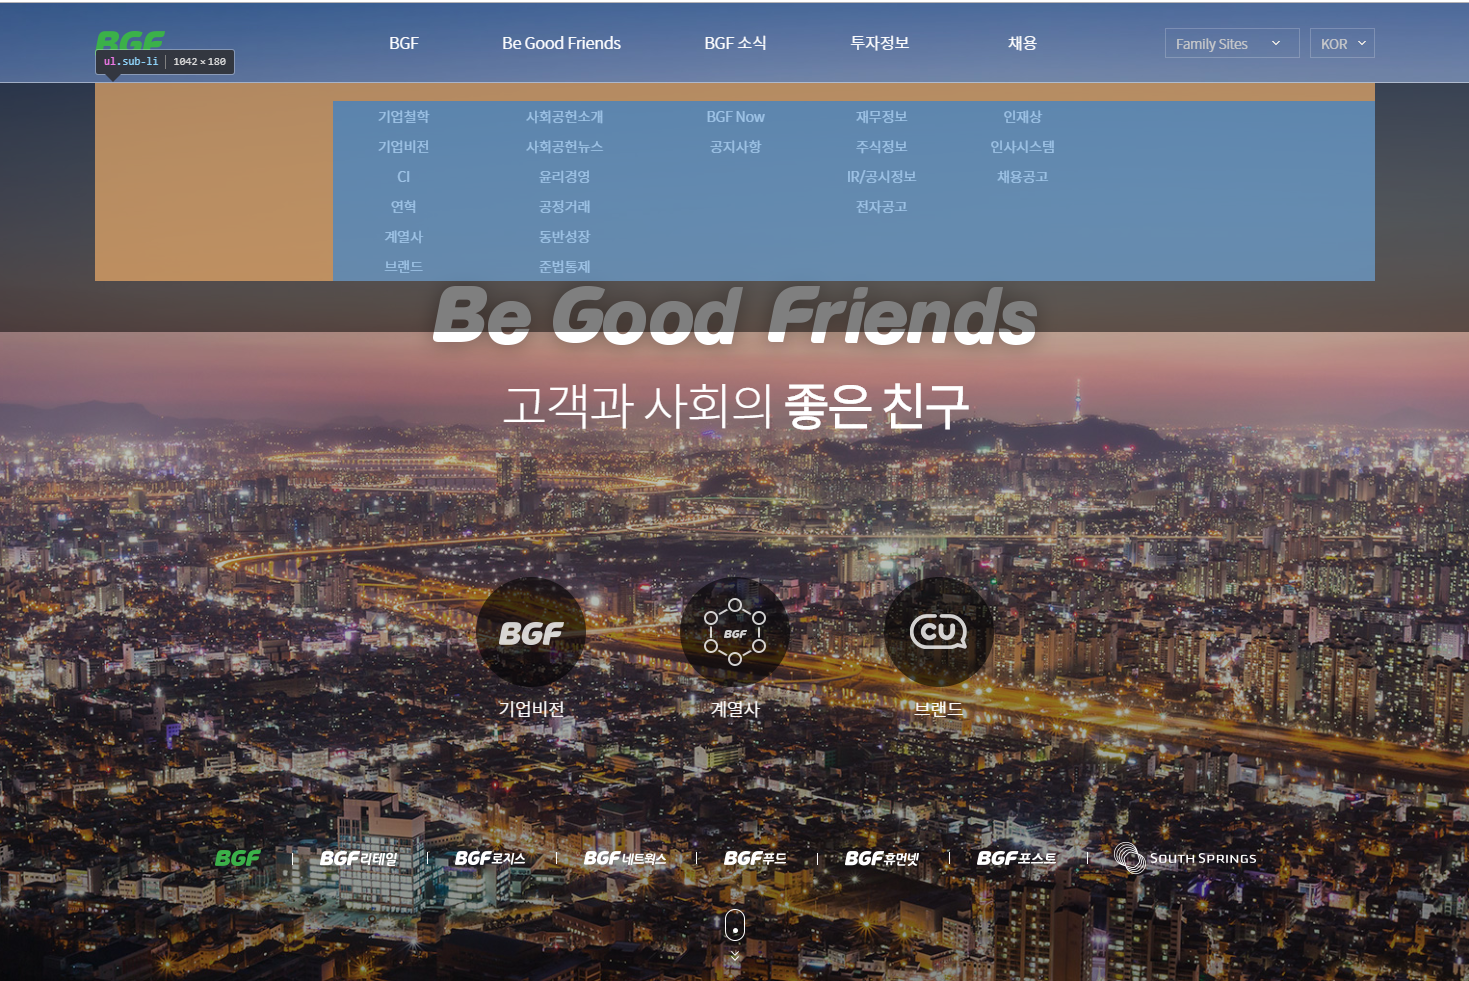 BGF
BGF
Be Good Friends
BGF 소식
투자정보
채용
Family Sites
KOR
ul.sub-li
1042 × 180
기업철학
사회공헌소개
BGF Now
재무정보
인재상
기업비전
사회공헌뉴스
공지사항
주식정보
인사시스템
CI
윤리경영
IR/공시정보
채용공고
연혁
공정거래
전자공고
계열사
동반성장
브랜드
준법통제
Be Good Friends
고객과 사회의 좋은 친구
BGF
BGF
CU
기업비전
계열사
브랜드
BGF
BGF리테일
BGF로지스
BGF네트웍스
BGF푸드
BGF휴먼넷
BGF포스트
SOUTH SPRINGS